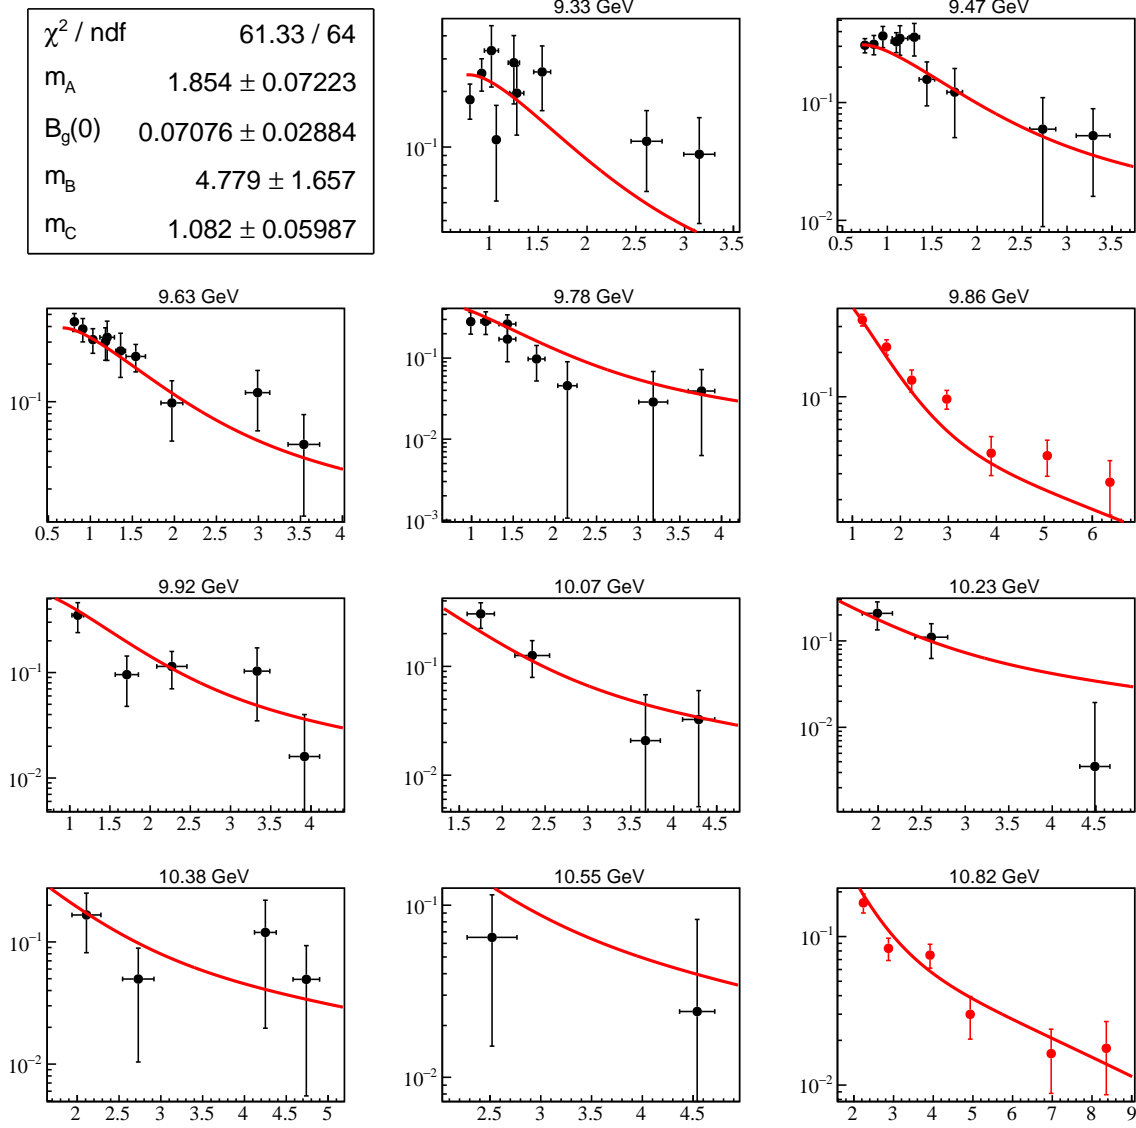 χ² / ndf 61.33 / 64
m_A 1.854 ± 0.07223
B_g(0) 0.07076 ± 0.02884
m_B 4.779 ± 1.657
m_C 1.082 ± 0.05987
9.33 GeV
10⁻¹
1 1.5 2 2.5 3 3.5
9.47 GeV
10⁻¹
10⁻²
0.5 1 1.5 2 2.5 3 3.5
9.63 GeV
10⁻¹
0.5 1 1.5 2 2.5 3 3.5 4
9.78 GeV
10⁻¹
10⁻²
10⁻³
1 1.5 2 2.5 3 3.5 4
9.86 GeV
10⁻¹
1 2 3 4 5 6
9.92 GeV
10⁻¹
10⁻²
1 1.5 2 2.5 3 3.5 4
10.07 GeV
10⁻¹
10⁻²
1.5 2 2.5 3 3.5 4 4.5
10.23 GeV
10⁻¹
10⁻²
2 2.5 3 3.5 4 4.5
10.38 GeV
10⁻¹
10⁻²
2 2.5 3 3.5 4 4.5 5
10.55 GeV
10⁻¹
10⁻²
2.5 3 3.5 4 4.5
10.82 GeV
10⁻¹
10⁻²
2 3 4 5 6 7 8 9